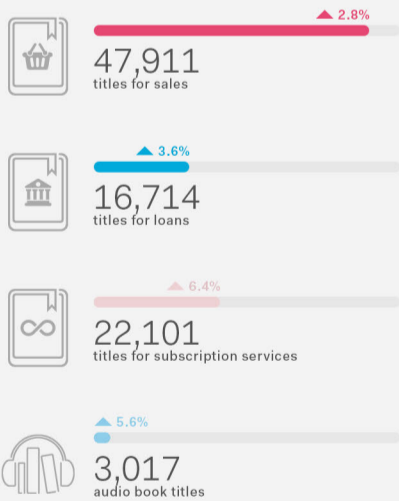 ▲ 2.8%
47,911
titles for sales
▲ 3.6%
16,714
titles for loans
▲ 6.4%
22,101
titles for subscription services
▲ 5.6%
3,017
audio book titles